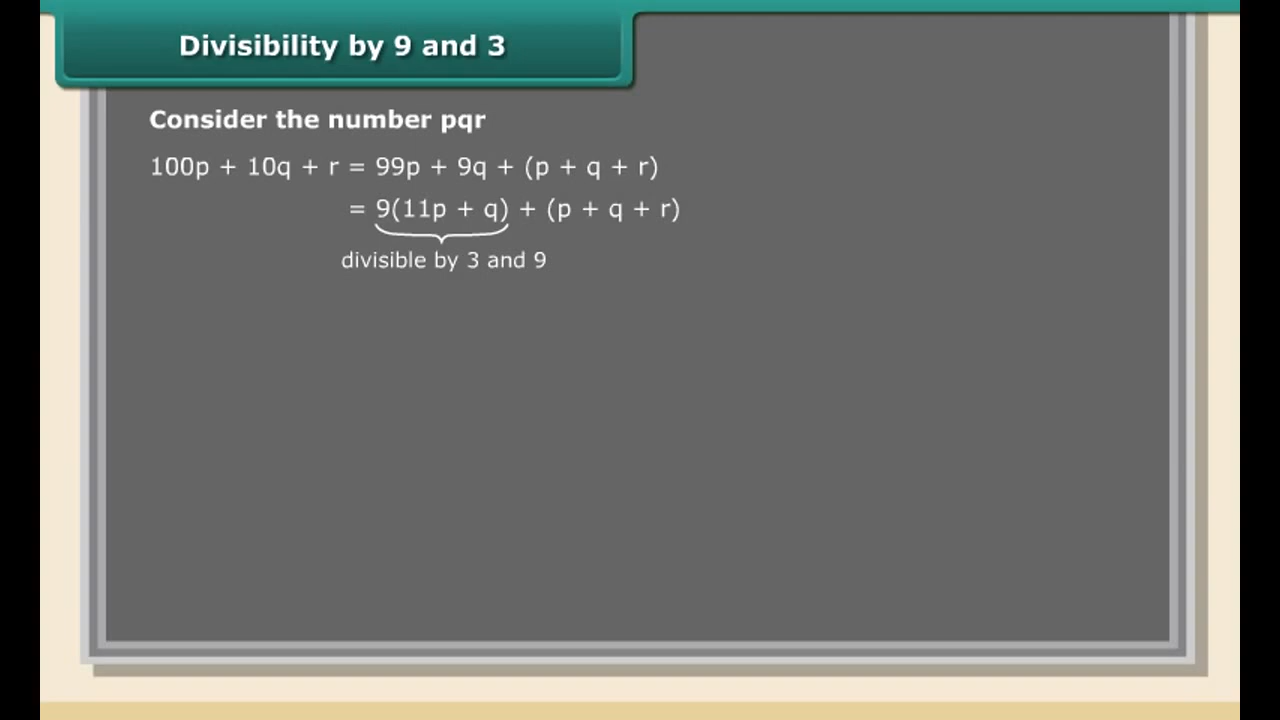 Divisibility by 9 and 3
Consider the number pqr
100p + 10q + r = 99p + 9q + (p + q + r)
= 9(11p + q) + (p + q + r)
divisible by 3 and 9